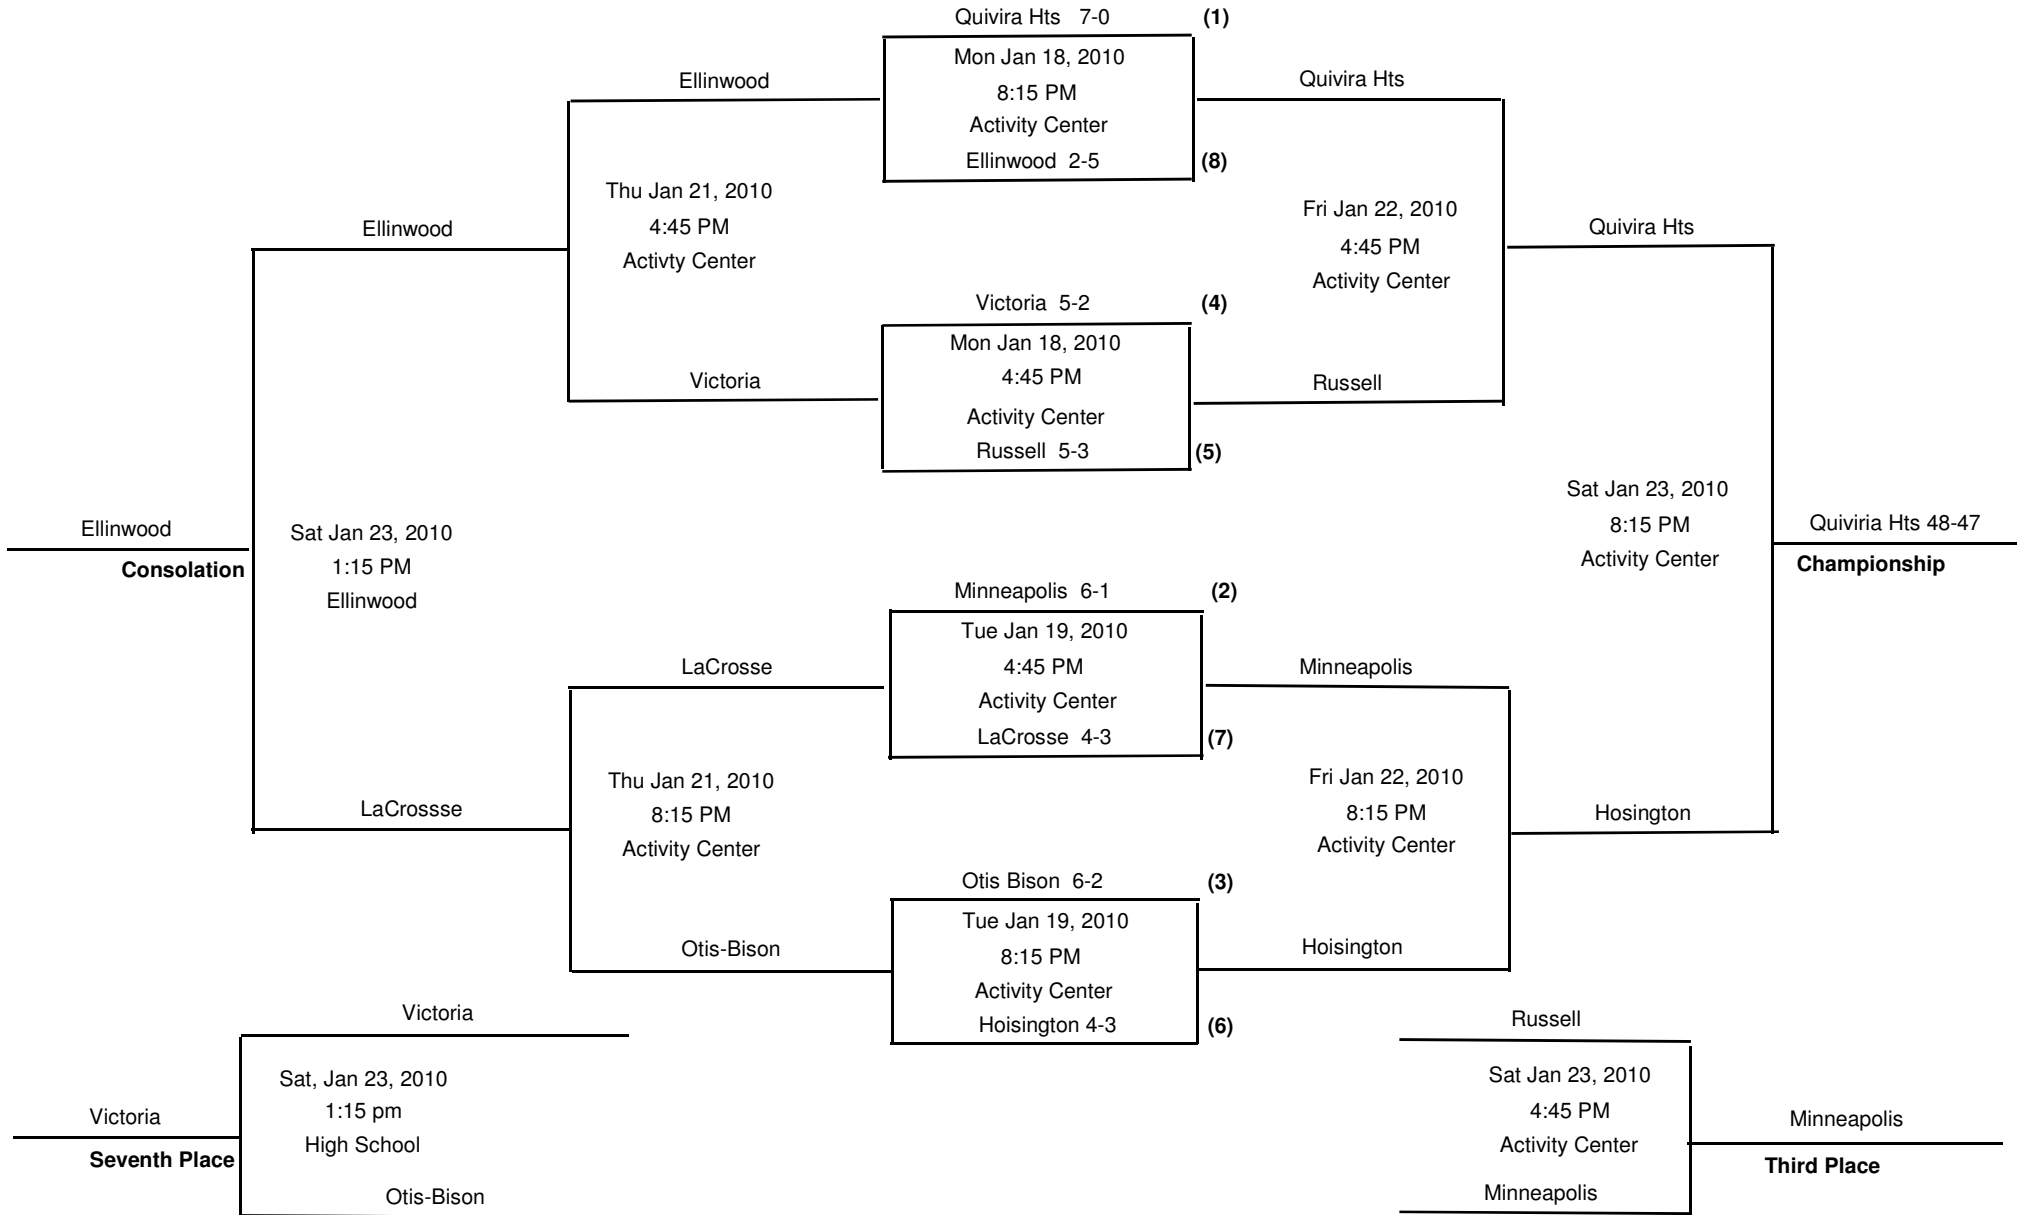 Quivira Hts 7-0 (1)
Mon Jan 18, 2010
Ellinwood
8:15 PM
Quivira Hts
Activity Center
Ellinwood 2-5 (8)
Thu Jan 21, 2010
4:45 PM
Activty Center
Ellinwood
Fri Jan 22, 2010
4:45 PM
Activity Center
Quivira Hts
Victoria 5-2 (4)
Mon Jan 18, 2010
4:45 PM
Activity Center
Russell 5-3 (5)
Victoria
Russell
Ellinwood
Consolation
Sat Jan 23, 2010
1:15 PM
Ellinwood
Sat Jan 23, 2010
8:15 PM
Activity Center
Quiviria Hts 48-47
Championship
Minneapolis 6-1 (2)
Tue Jan 19, 2010
4:45 PM
Activity Center
LaCrosse 4-3 (7)
LaCrosse
Minneapolis
Thu Jan 21, 2010
8:15 PM
Activity Center
LaCrossse
Fri Jan 22, 2010
8:15 PM
Activity Center
Hosington
Otis Bison 6-2 (3)
Tue Jan 19, 2010
8:15 PM
Activity Center
Hoisington 4-3 (6)
Otis-Bison
Hoisington
Victoria
Sat, Jan 23, 2010
1:15 pm
High School
Otis-Bison
Victoria
Seventh Place
Russell
Sat Jan 23, 2010
4:45 PM
Activity Center
Minneapolis
Minneapolis
Third Place